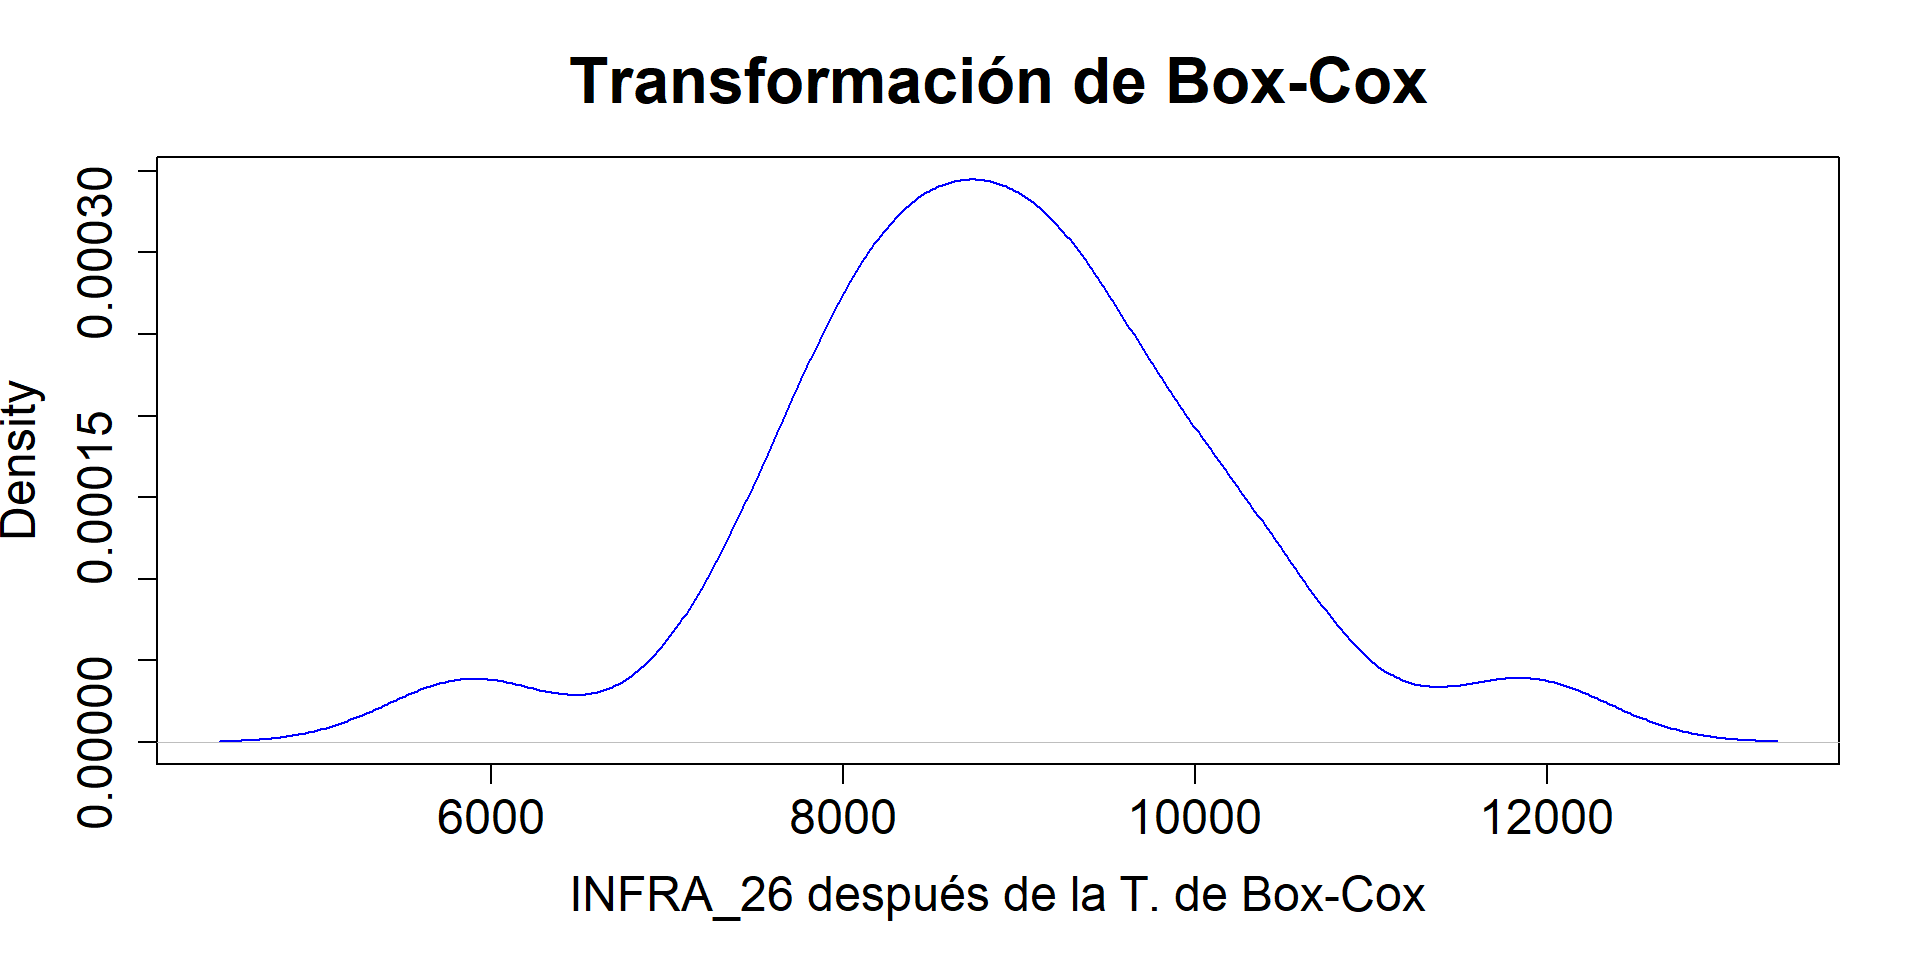 Transformación de Box-Cox
Density
0.00030
0.00015
0.00000
6000 8000 10000 12000
INFRA_26 después de la T. de Box-Cox